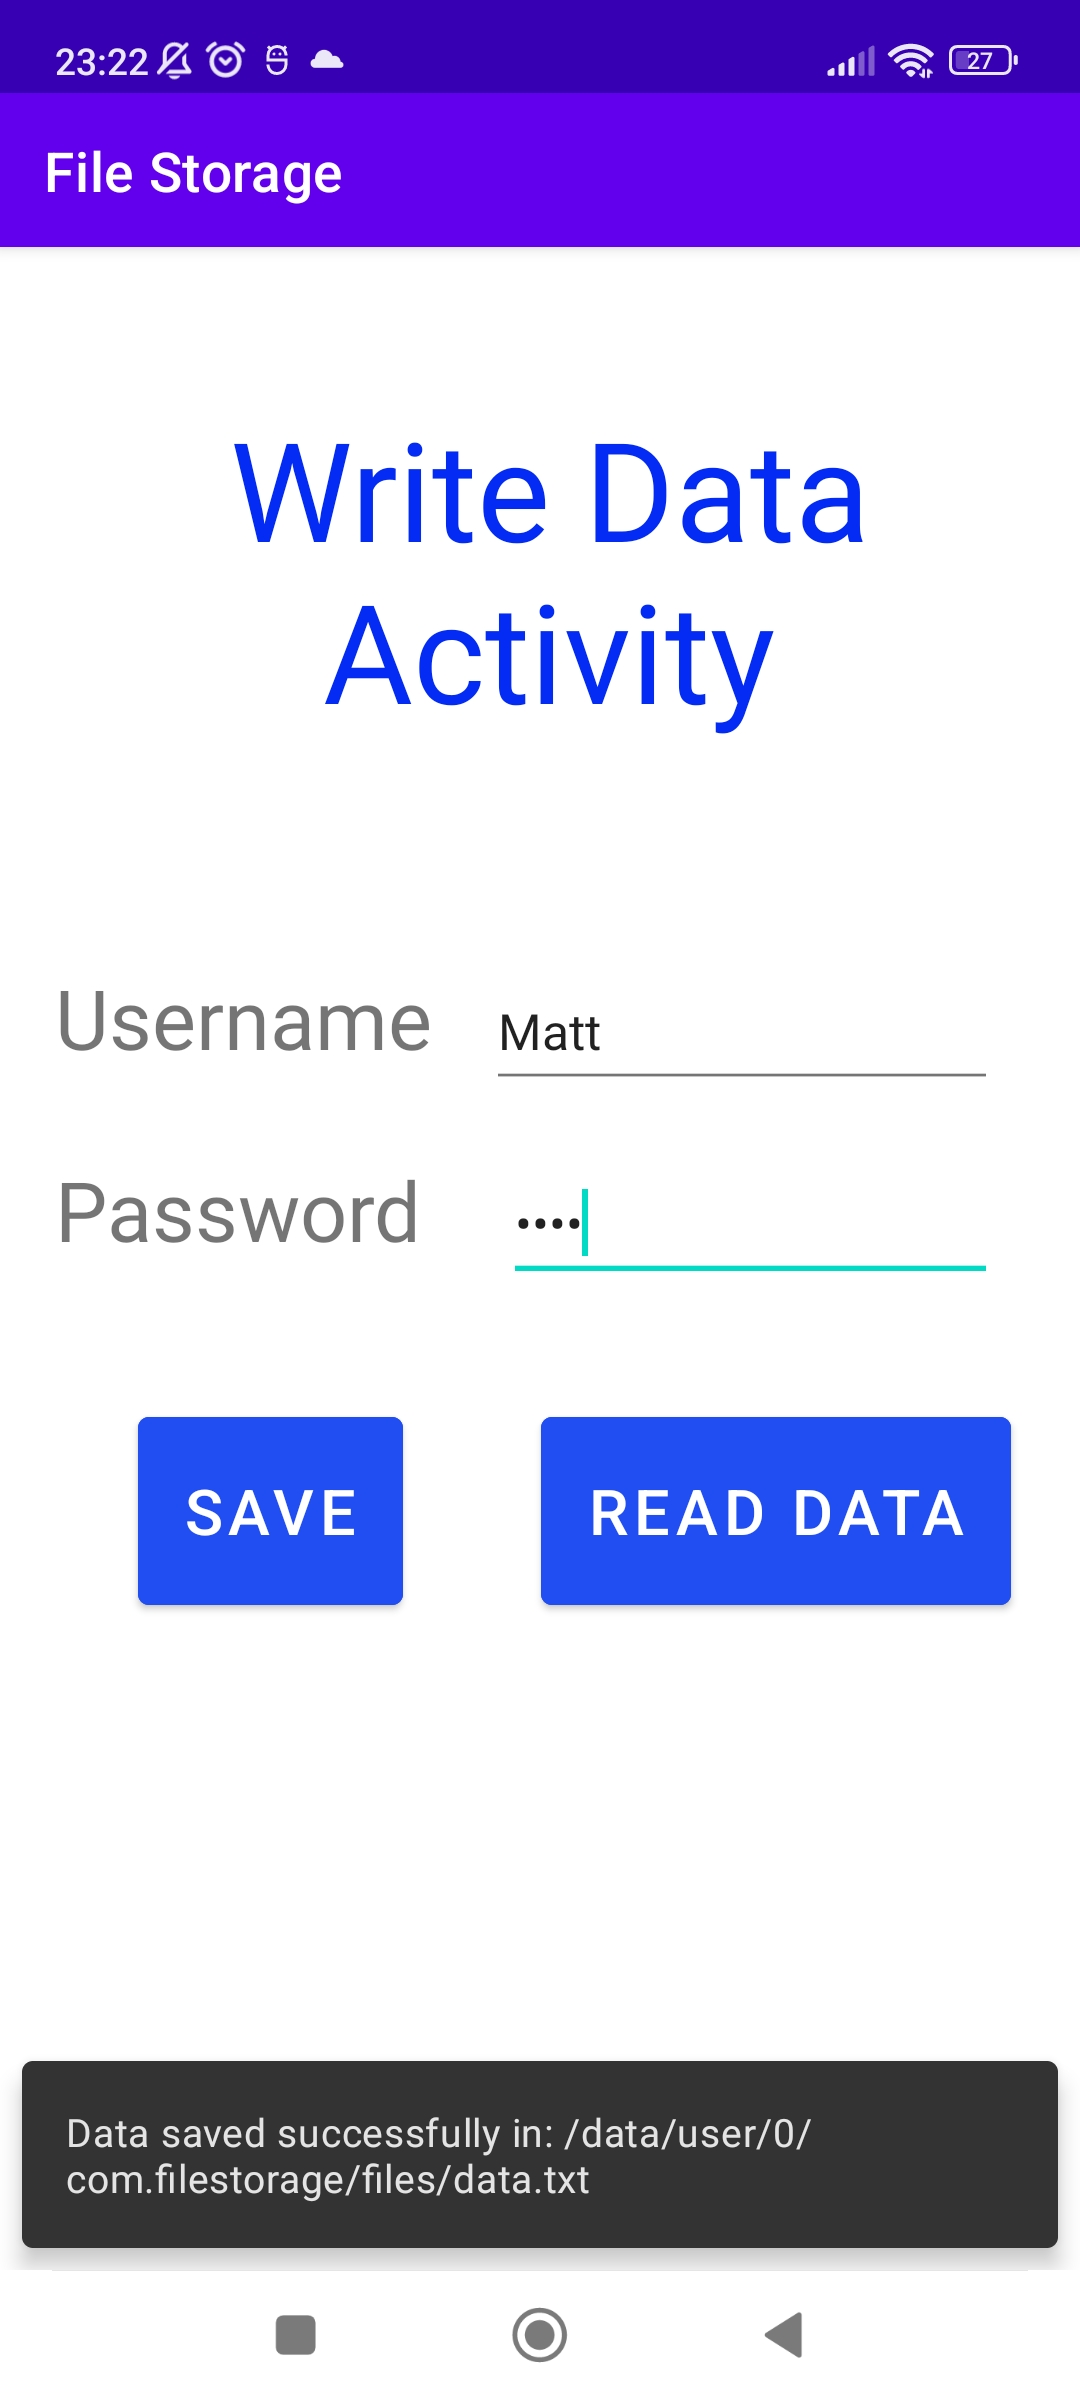 23:22
27
File Storage
Write Data
Activity
Username Matt
Password ••••
SAVE READ DATA
Data saved successfully in: /data/user/0/
com.filestorage/files/data.txt